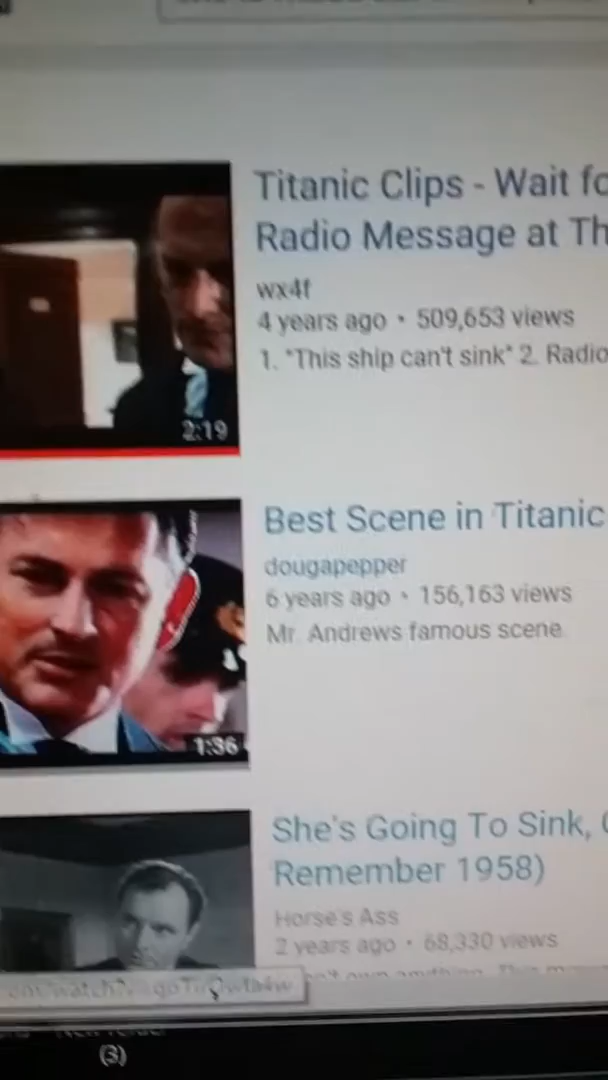 Titanic Clips - Wait fo
Radio Message at Th
wx4f
4 years ago • 509,653 views
1. "This ship can't sink" 2. Radio
2:19
Best Scene in Titanic
dougapepper
6 years ago • 156,163 views
Mr. Andrews famous scene
1:36
She's Going To Sink,
Remember 1958)
Horse's Ass
2 years ago • 68,330 views
(3)